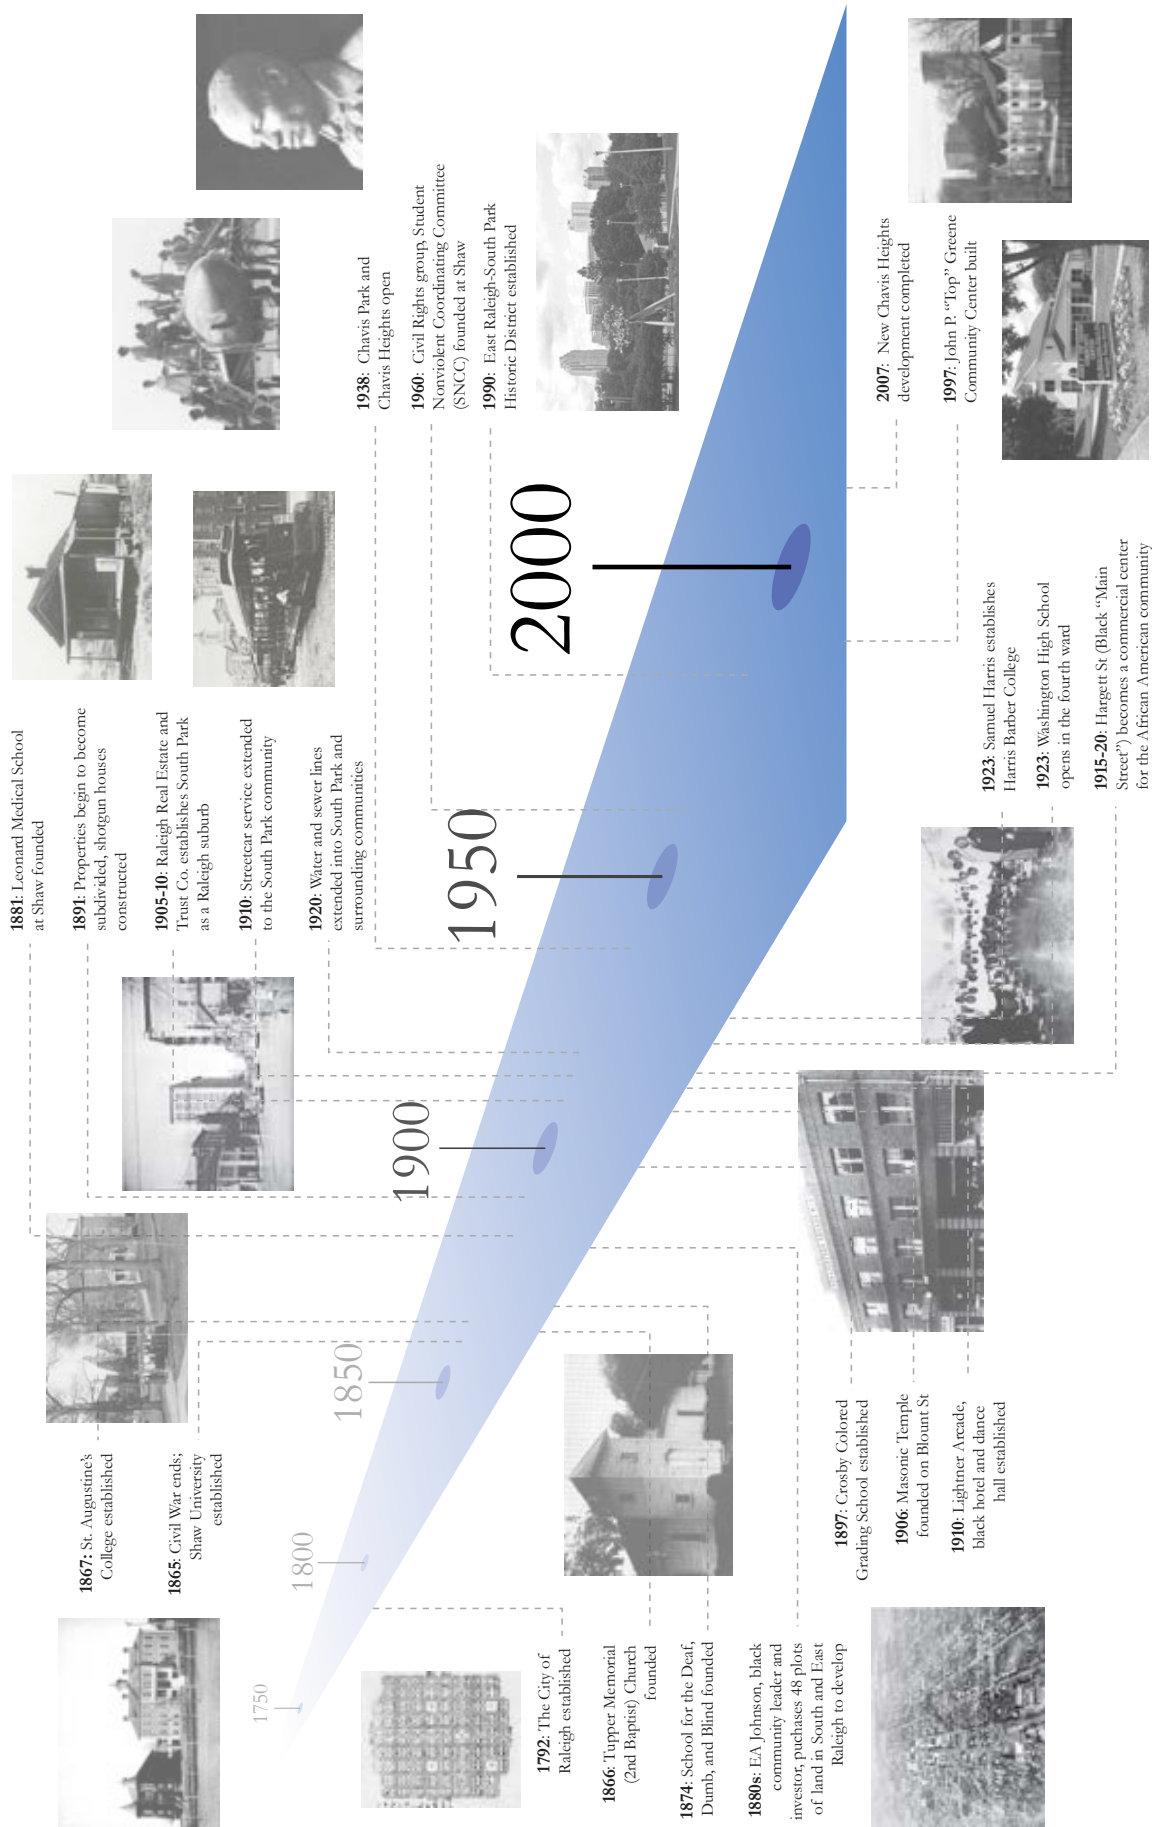 1867: St. Augustine's
College established
1865: Civil War ends;
Shaw University
established
1881: Leonard Medical School
at Shaw founded
1891: Properties begin to become
subdivided, shotgun houses
constructed
1905-10: Raleigh Real Estate and
Trust Co. establishes South Park
as a Raleigh suburb
1910: Streetcar service extended
to the South Park community
1920: Water and sewer lines
extended into South Park and
surrounding communities
1938: Chavis Park and
Chavis Heights open
1960: Civil Rights group, Student
Nonviolent Coordinating Committee
(SNCC) founded at Shaw
1990: East Raleigh-South Park
Historic District established
1750
1800
1850
1900
1950
2000
1792: The City of
Raleigh established
1866: Tupper Memorial
(2nd Baptist) Church
founded
1874: School for the Deaf,
Dumb, and Blind founded
1880s: EA Johnson, black
community leader and
investor, puchases 48 plots
of land in South and East
Raleigh to develop
1897: Crosby Colored
Grading School established
1906: Masonic Temple
founded on Blount St
1910: Lightner Arcade,
black hotel and dance
hall established
1923: Samuel Harris establishes
Harris Barber College
1923: Washington High School
opens in the fourth ward
1915-20: Hargett St (Black "Main
Street") becomes a commercial center
for the African American community
2007: New Chavis Heights
development completed
1997: John P. "Top" Greene
Community Center built